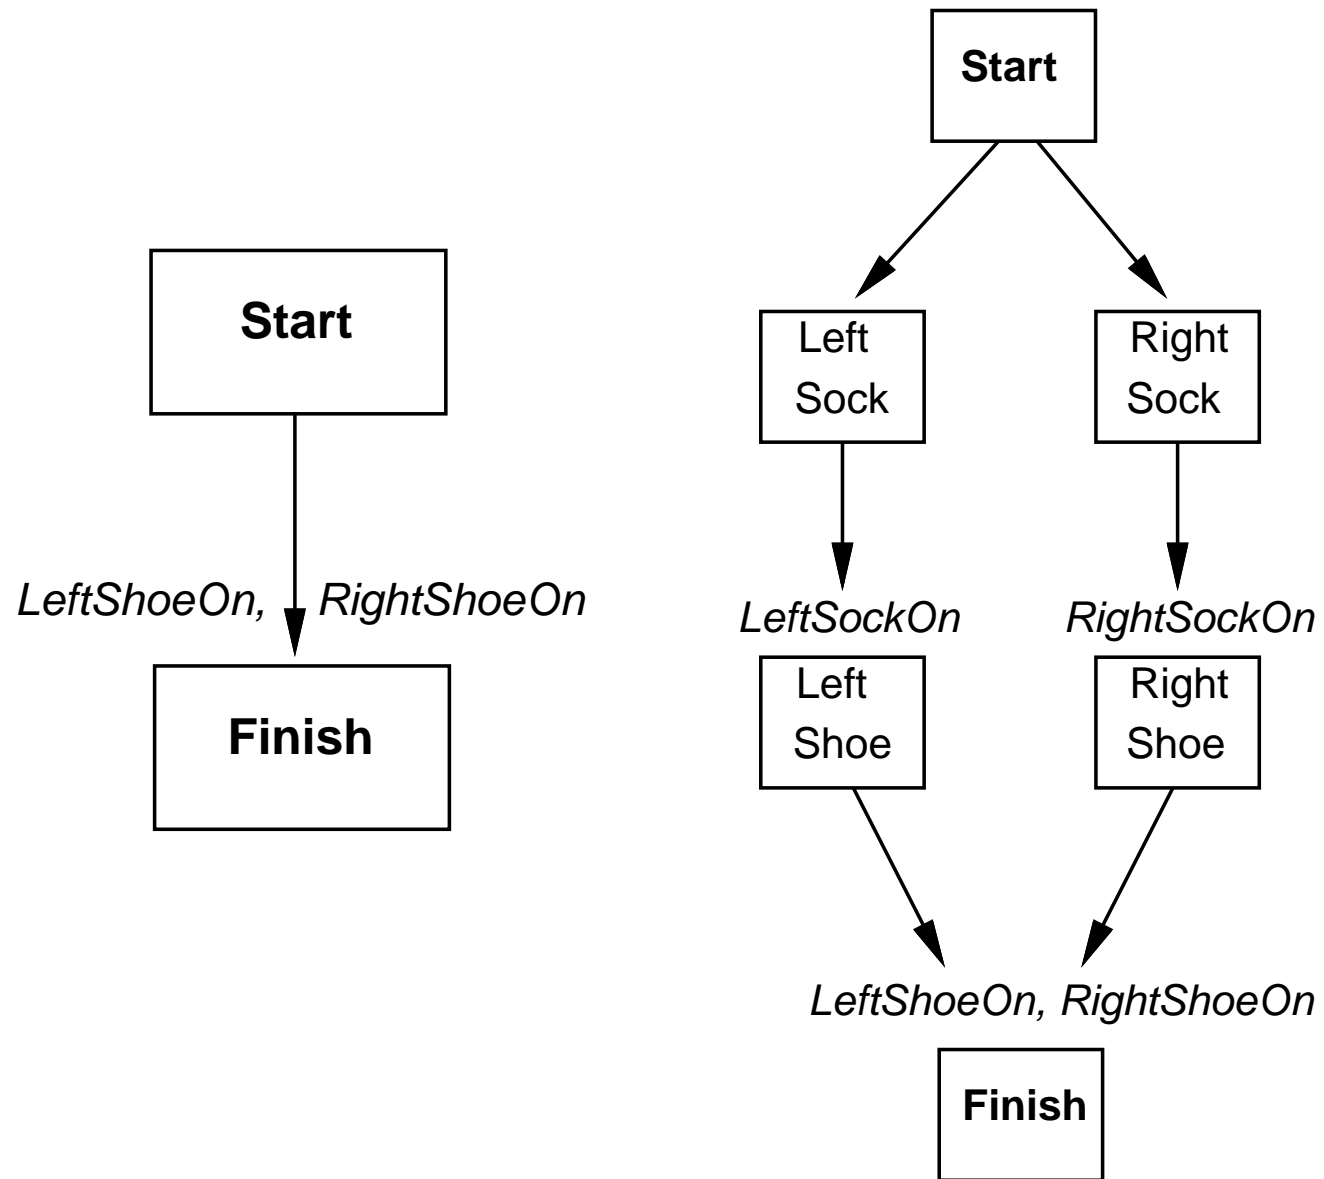 Start
LeftShoeOn, RightShoeOn
Finish
Start
Left
Sock
Right
Sock
LeftSockOn
RightSockOn
Left
Shoe
Right
Shoe
LeftShoeOn, RightShoeOn
Finish